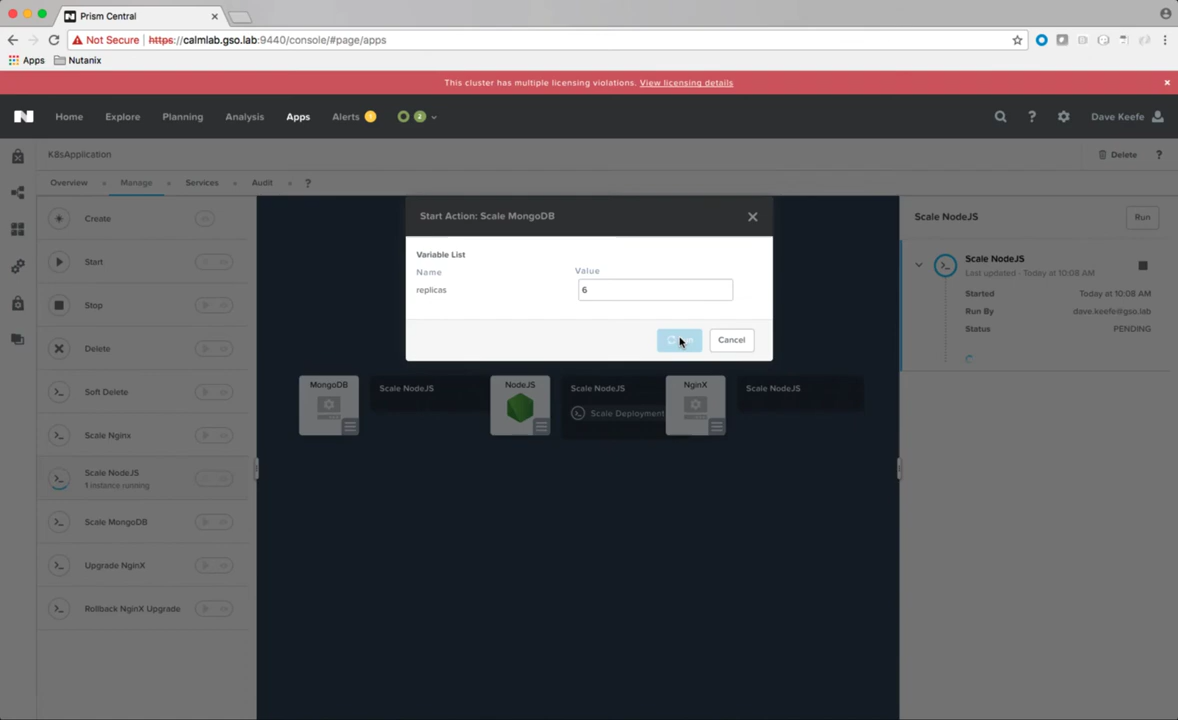 Prism Central
Not Secure https://calmlab.gso.lab:9440/console/#page/apps
Apps Nutanix
This cluster has multiple licensing violations. View licensing details
Home Explore Planning Analysis Apps Alerts 1 2 Dave Keefe
K8sApplication Delete ?
Overview Manage Services Audit ?
Start Action: Scale MongoDB
Variable List
Name Value
replicas 6
Cancel
Create
Start
Stop
Delete
Soft Delete
Scale Nginx
Scale NodeJS
1 instance running
Scale MongoDB
Upgrade NginX
Rollback NginX Upgrade
MongoDB Scale NodeJS NodeJS Scale NodeJS NginX Scale NodeJS
Scale Deployment
Scale NodeJS Run
Scale NodeJS
Last updated - Today at 10:08 AM
Started Today at 10:08 AM
Run By dave.keefe@gso.lab
Status PENDING